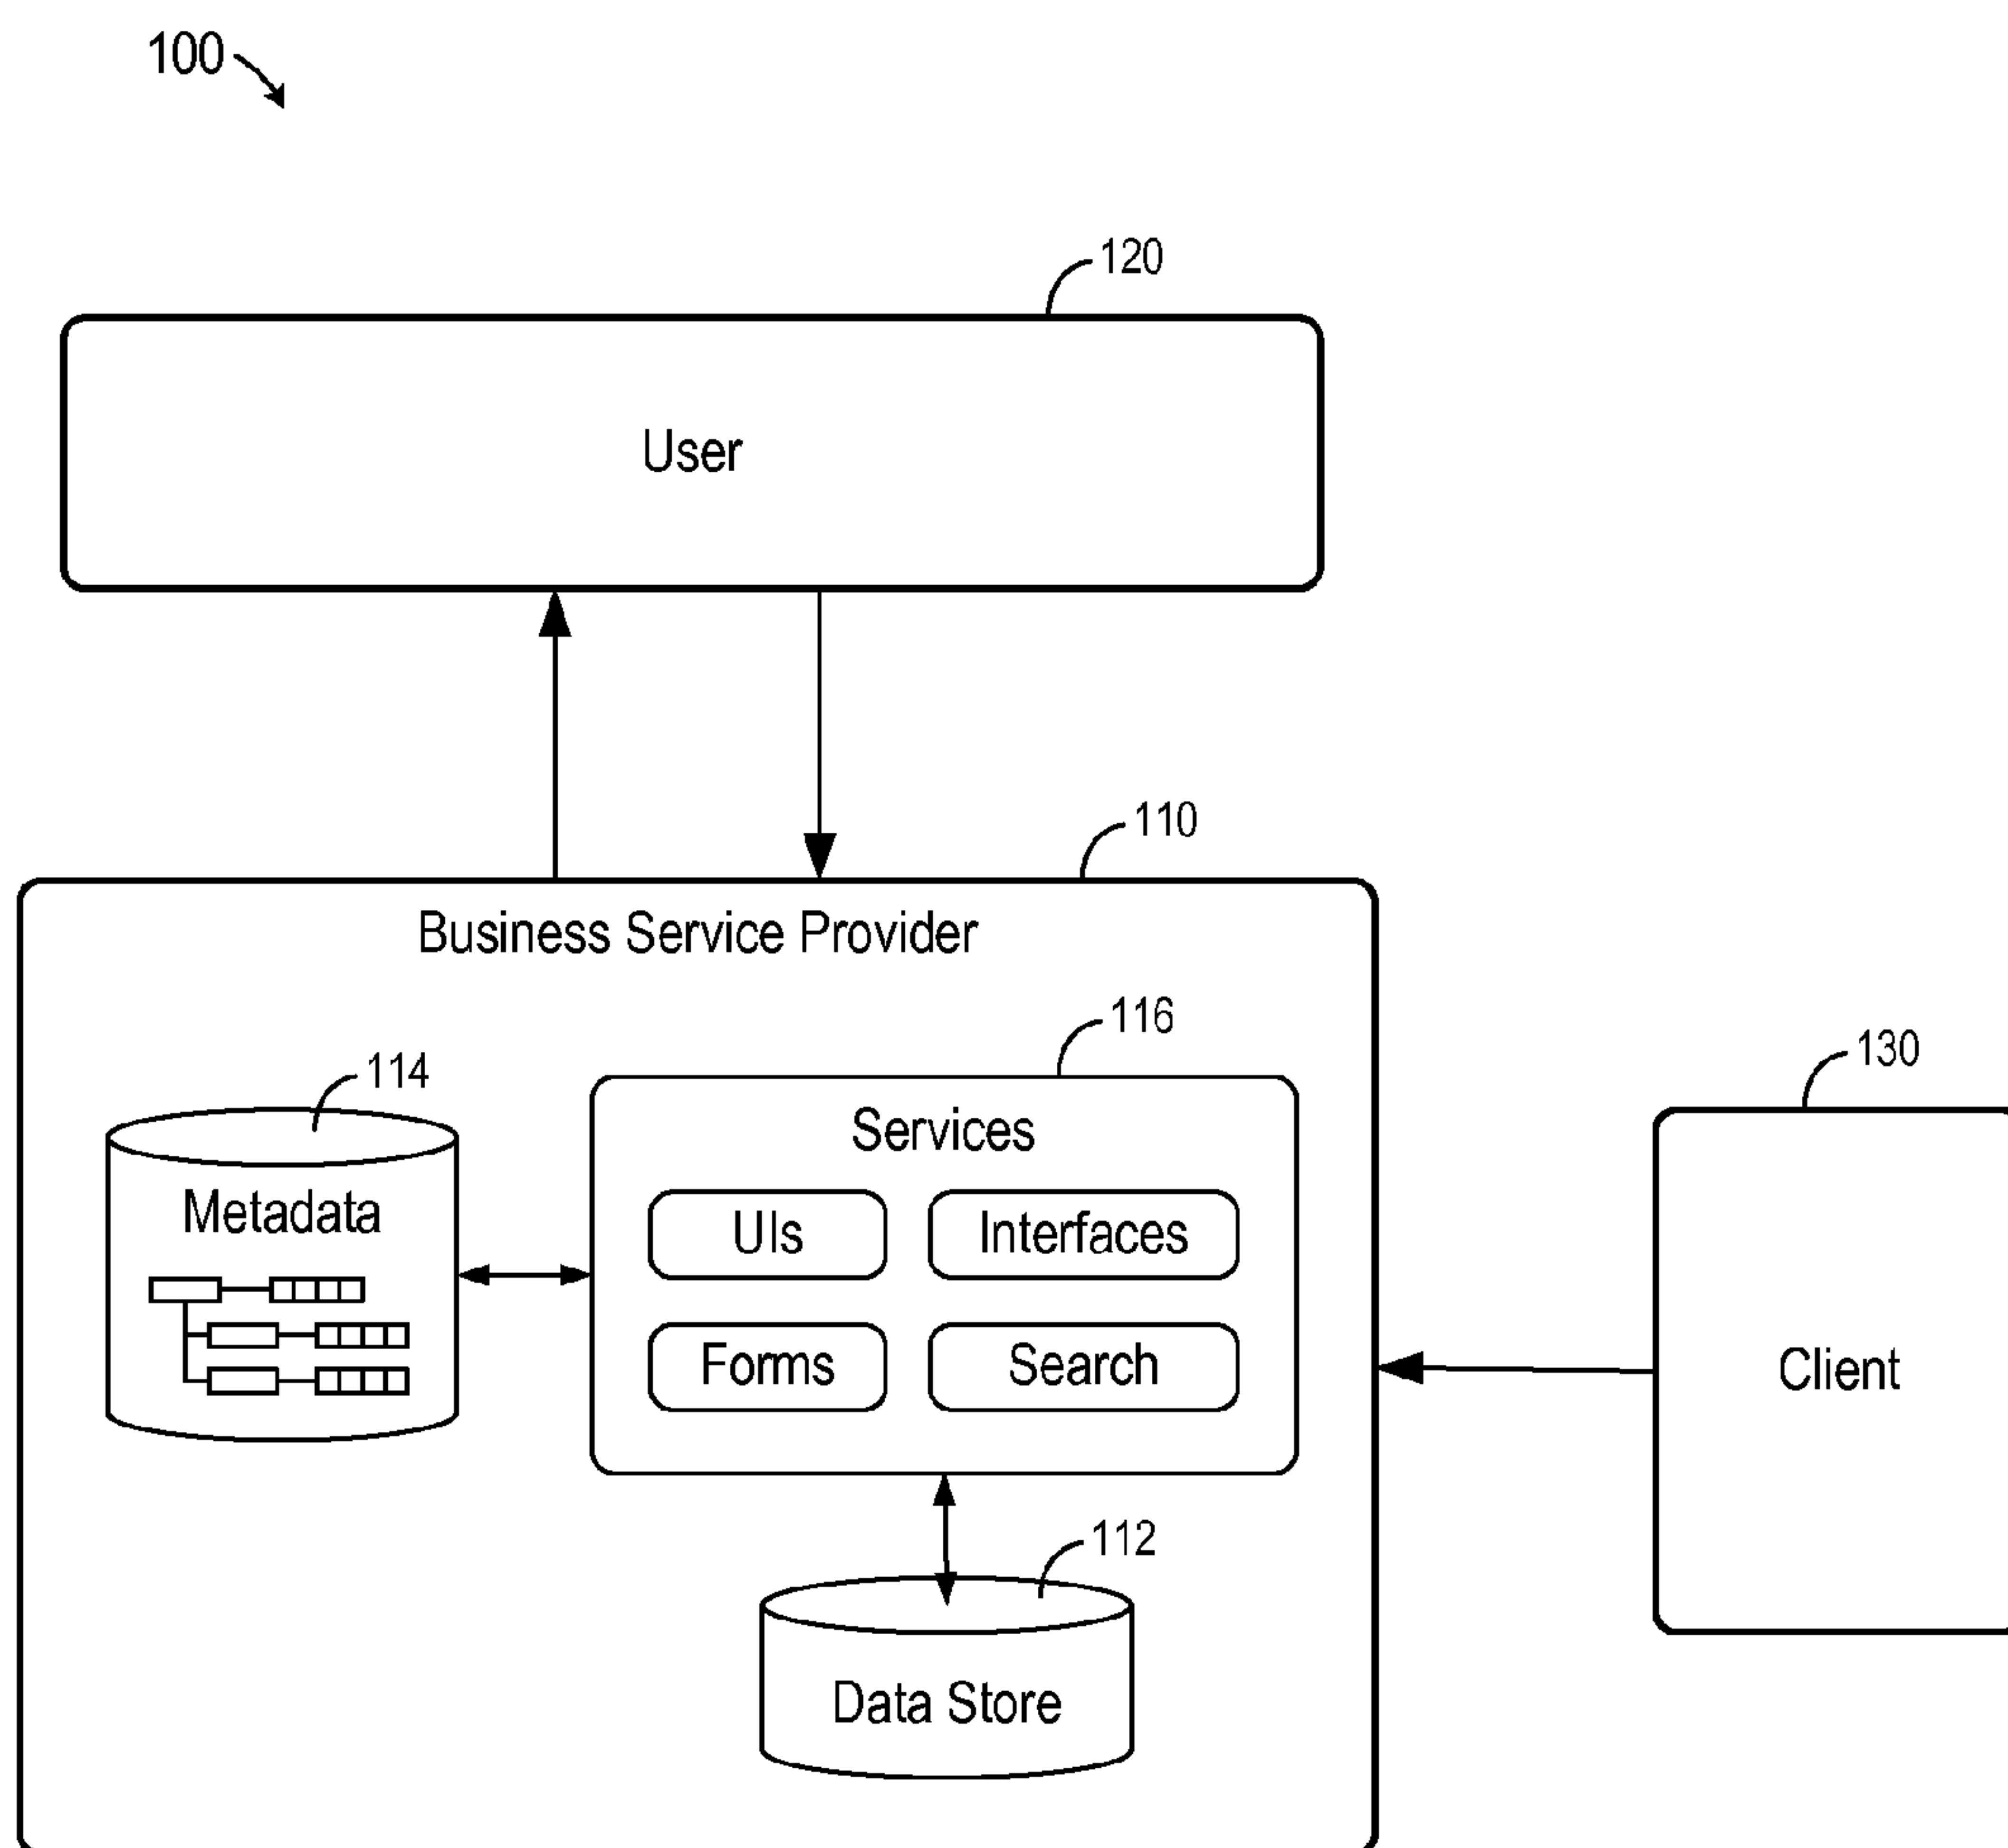 100
120
User
110
Business Service Provider
116
114
130
Services
Metadata
UIs
Interfaces
Forms
Search
Client
112
Data Store